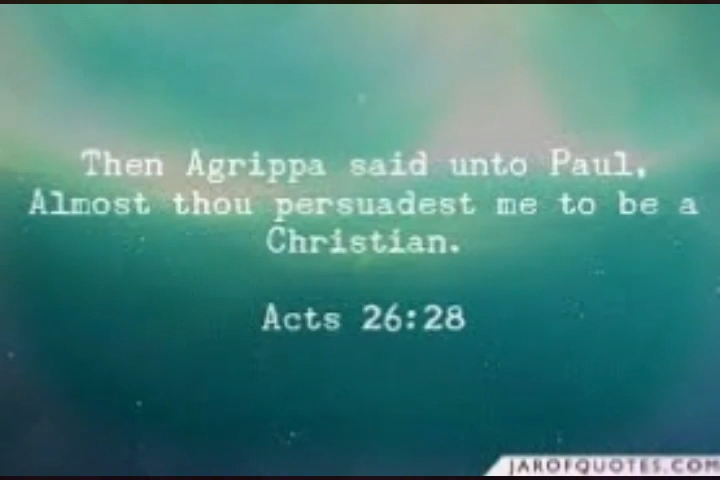 Then Agrippa said unto Paul,
Almost thou persuadest me to be a
Christian.
Acts 26:28
JAROFQUOTES.COM